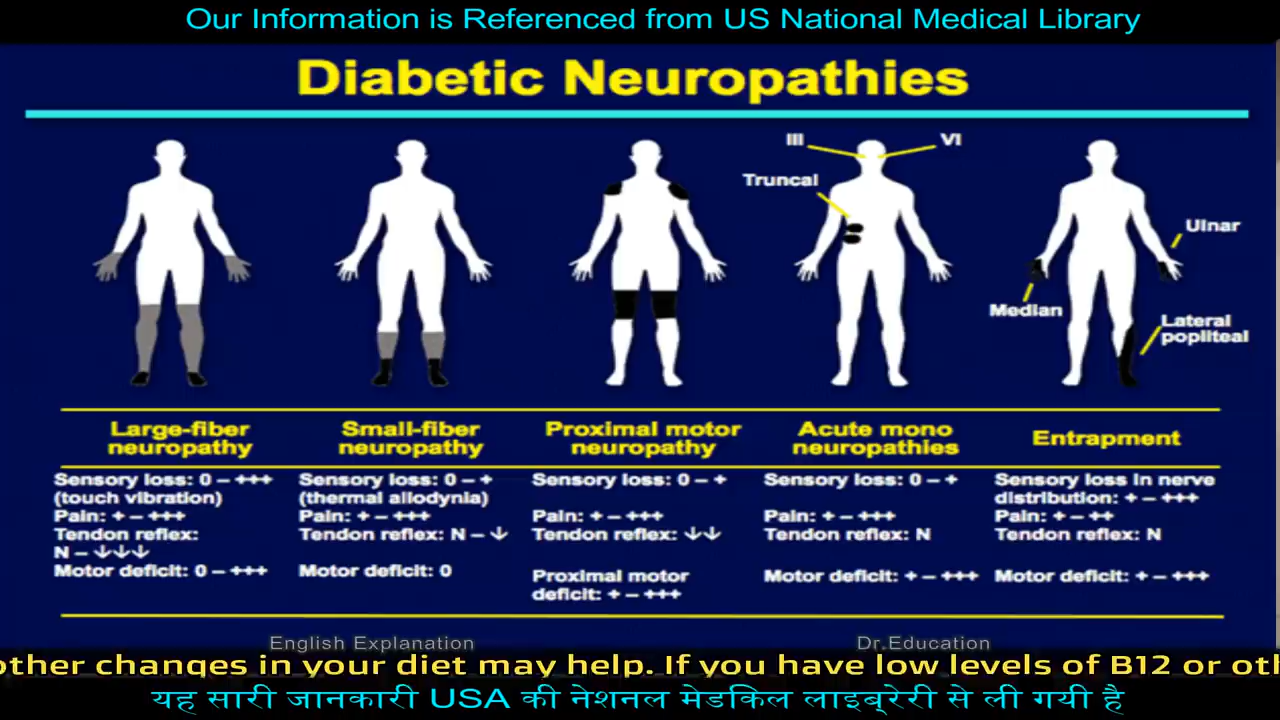 Our Information is Referenced from US National Medical Library
Diabetic Neuropathies
III
VI
Truncal
Ulnar
Median
Lateral
popliteal
Large-fiber
neuropathy
Sensory loss: 0 – +++
(touch vibration)
Pain: + – +++
Tendon reflex:
N – ↓↓↓
Motor deficit: 0 – +++
Small-fiber
neuropathy
Sensory loss: 0 – +
(thermal allodynia)
Pain: + – +++
Tendon reflex: N – ↓
Motor deficit: 0
Proximal motor
neuropathy
Sensory loss: 0 – +
Pain: + – +++
Tendon reflex: ↓↓
Proximal motor
deficit: + – +++
Acute mono
neuropathies
Sensory loss: 0 – +
Pain: + – +++
Tendon reflex: N
Motor deficit: + – +++
Entrapment
Sensory loss in nerve
distribution: + – +++
Pain: + – ++
Tendon reflex: N
Motor deficit: + – +++
English Explanation
Dr.Education
other changes in your diet may help. If you have low levels of B12 or oth
यह सारी जानकारी USA की नेशनल मेडकिल लाइब्रेरी से ली गयी है